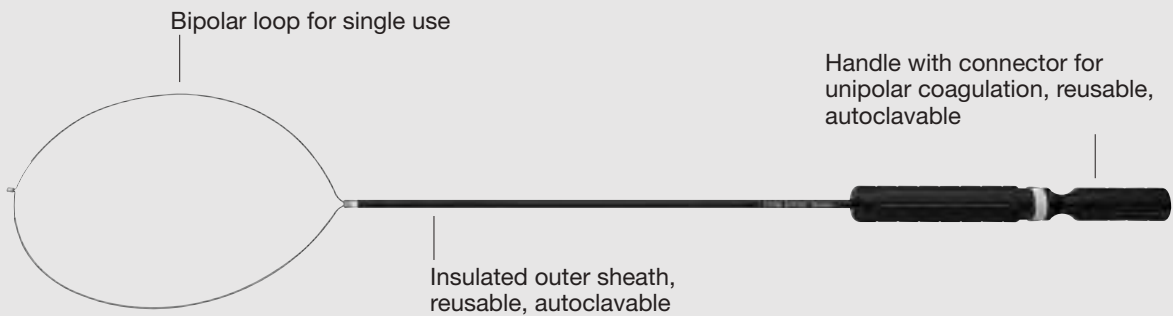 Bipolar loop for single use
Handle with connector for
unipolar coagulation, reusable,
autoclavable
Insulated outer sheath,
reusable, autoclavable